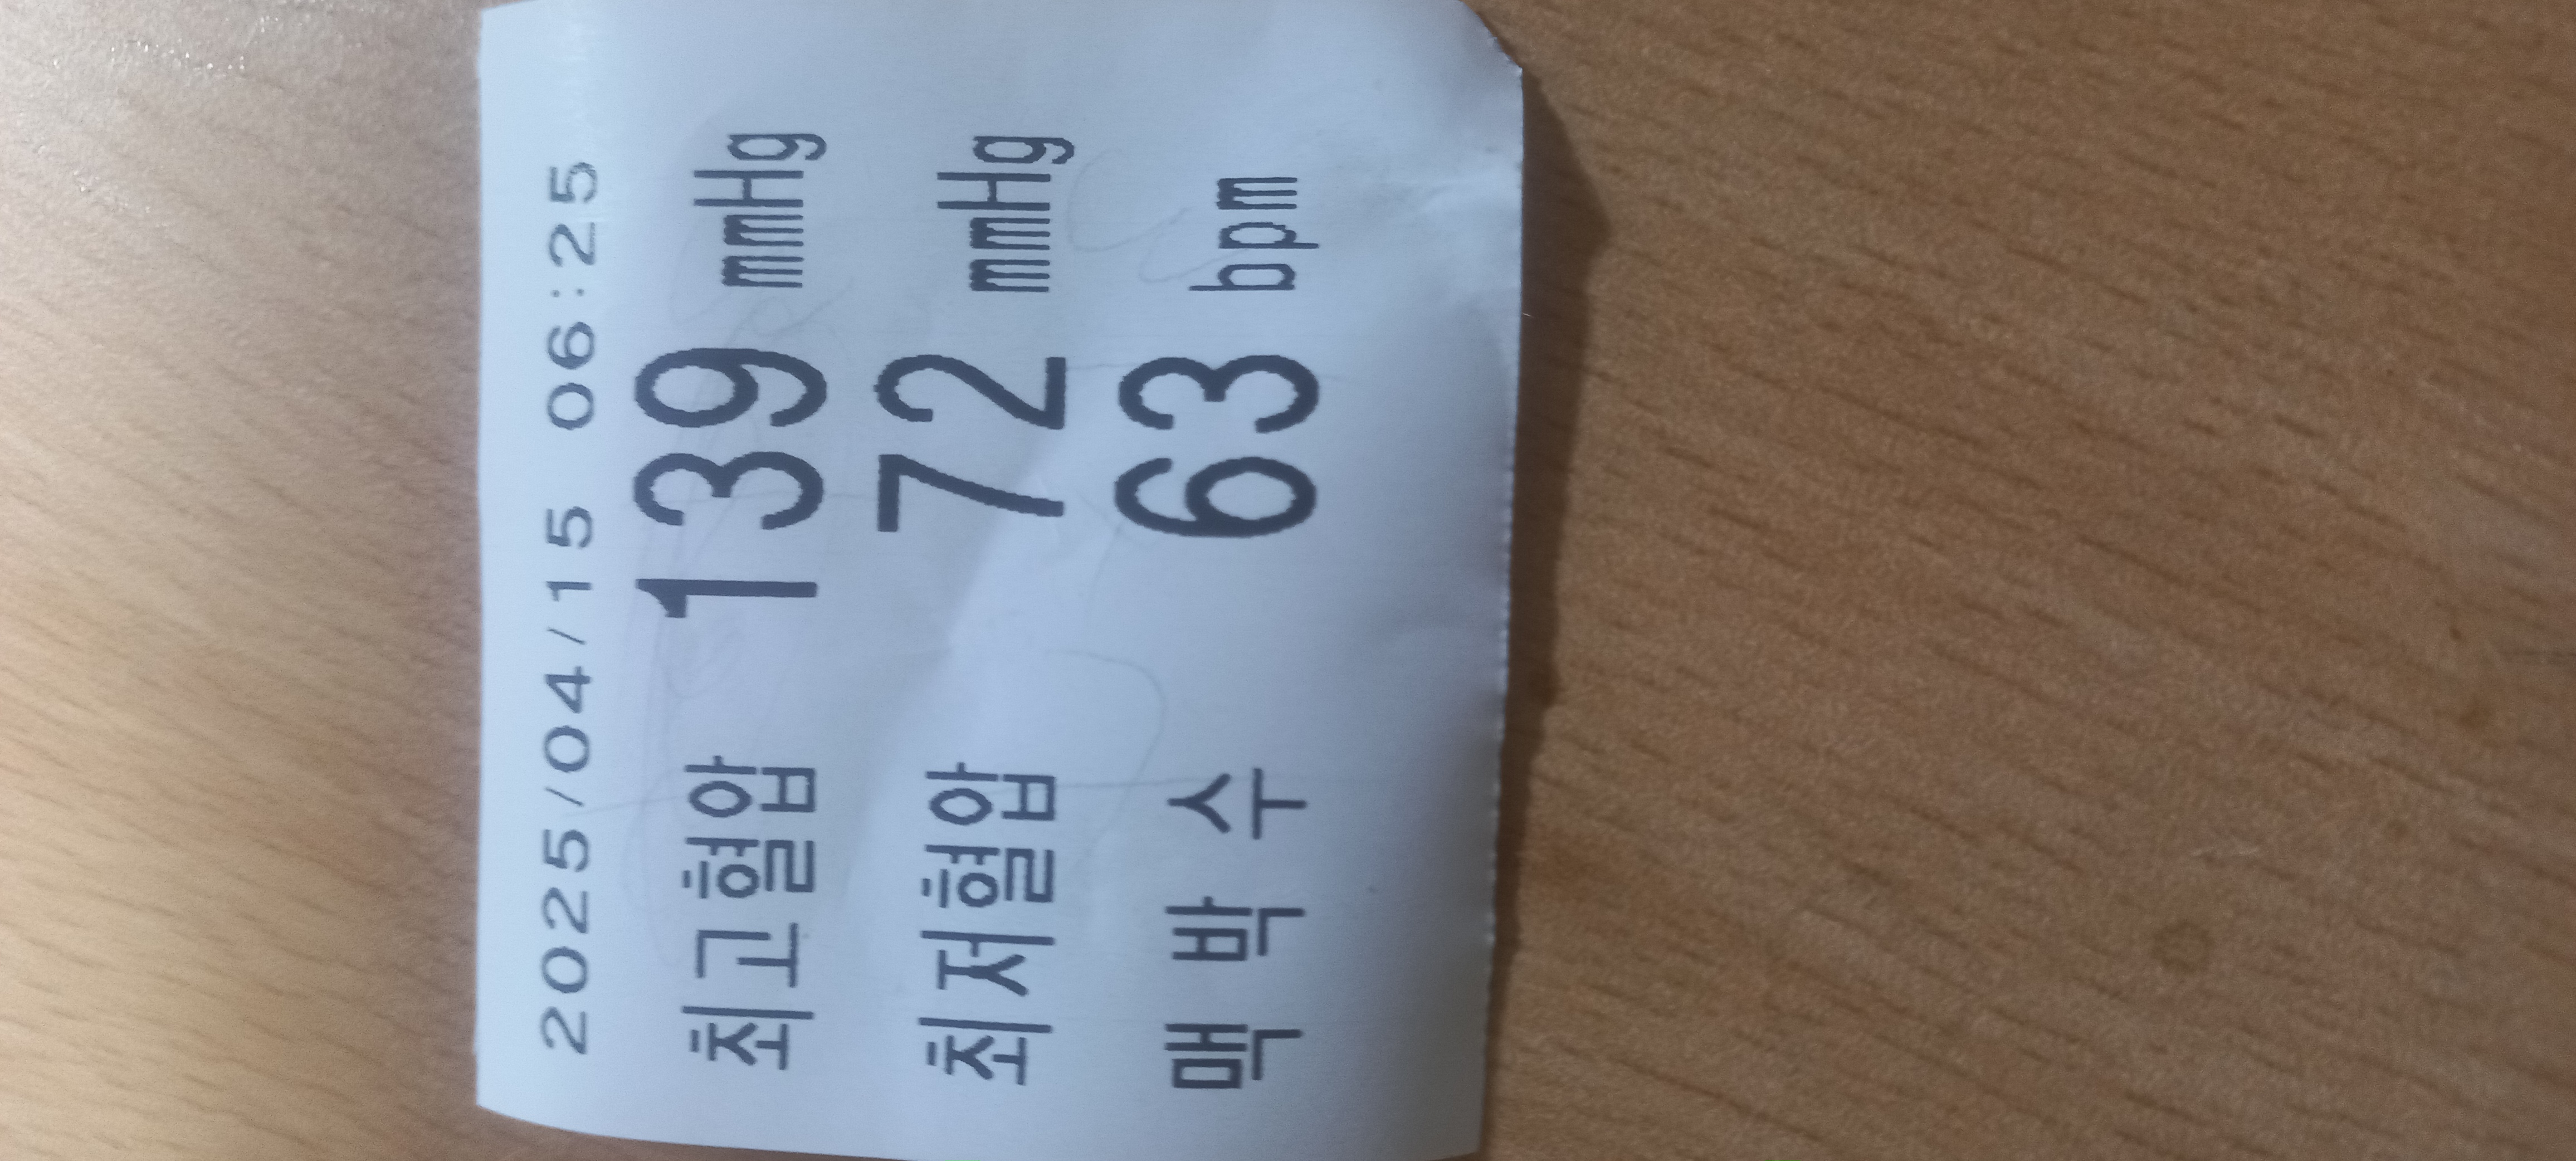 2025/04/15 06:25
최고혈압 139 mmHg
최저혈압 72 mmHg
맥 박 수 63 bpm